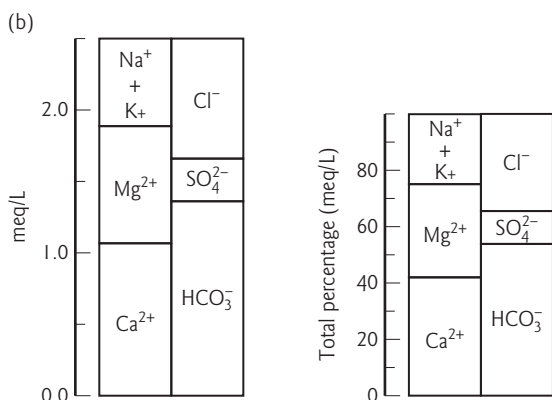 (b)
meq/L
2.0
1.0
0.0
Na⁺
+
K+
Mg²⁺
Ca²⁺
Cl⁻
SO₄²⁻
HCO₃⁻
Total percentage (meq/L)
80
60
40
20
0
Na⁺
+
K+
Mg²⁺
Ca²⁺
Cl⁻
SO₄²⁻
HCO₃⁻